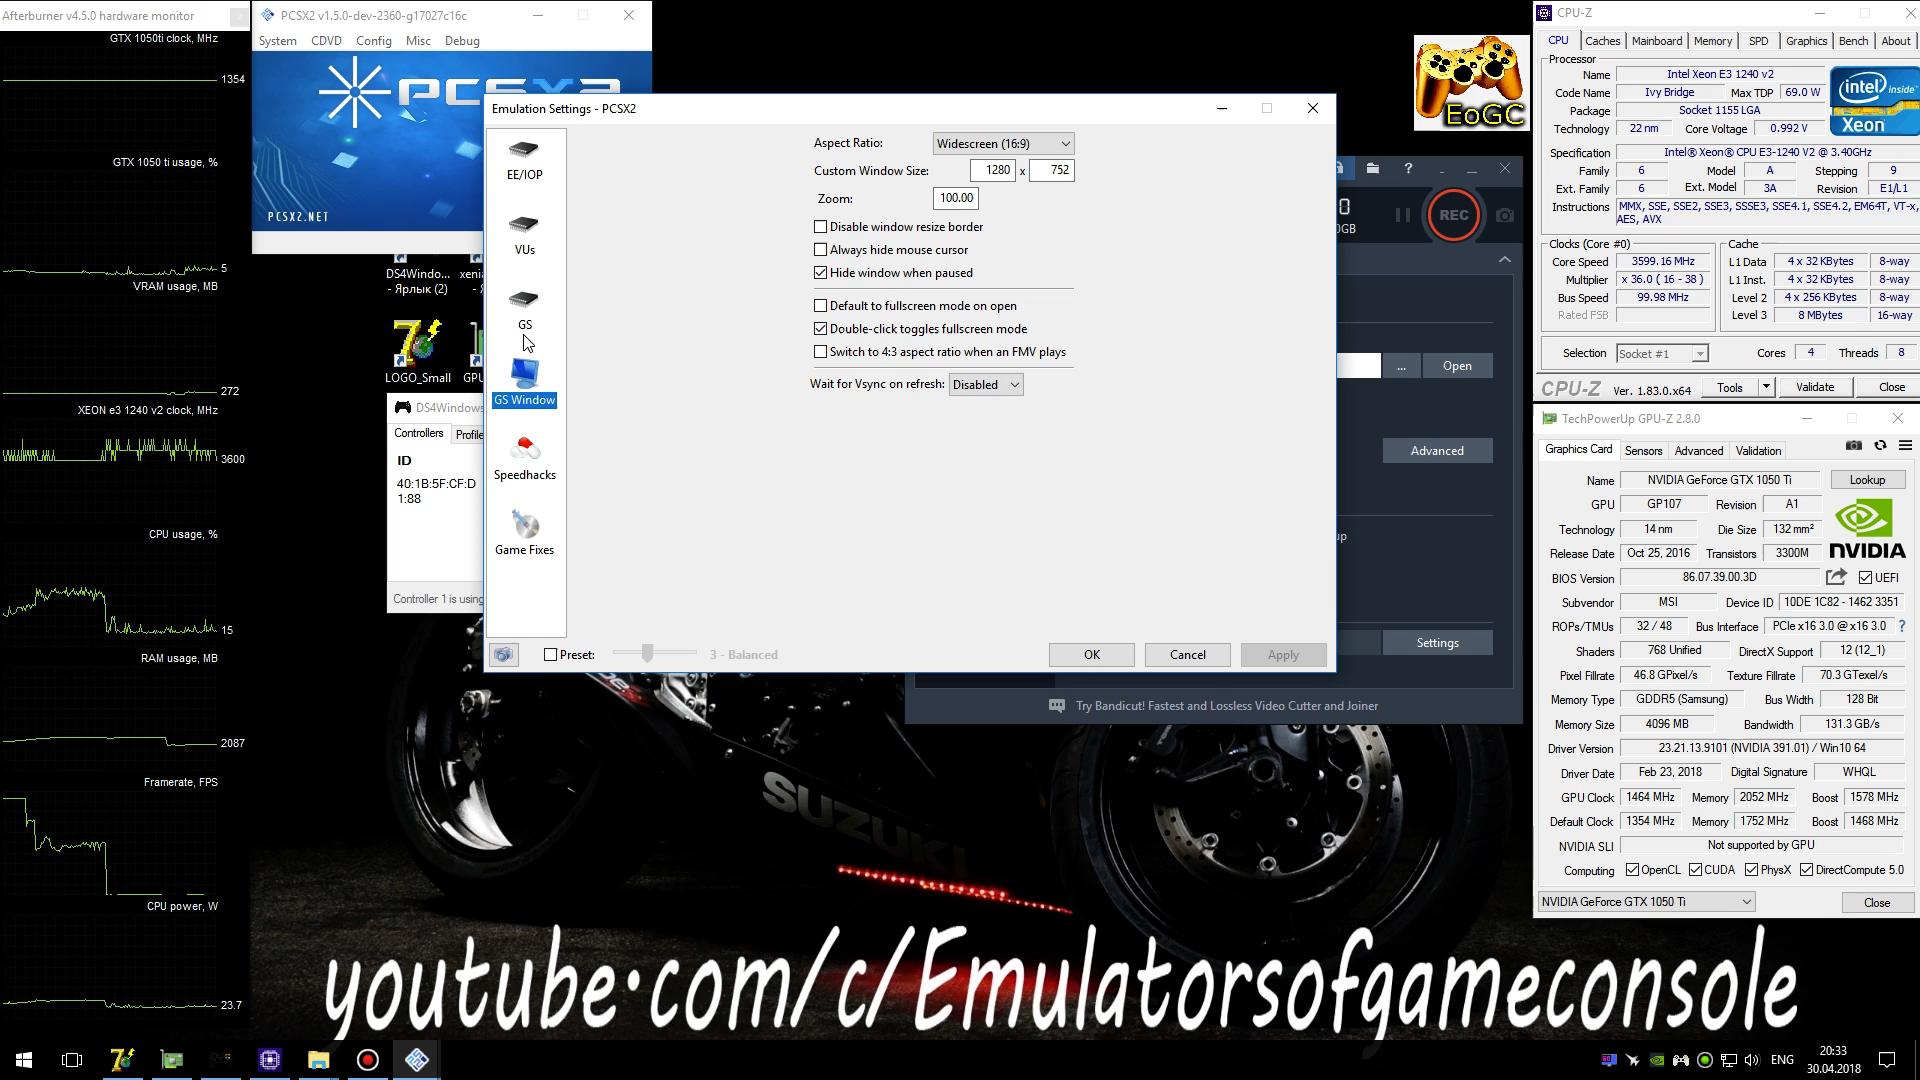 Afterburner v4.5.0 hardware monitor
GTX 1050ti clock, MHz
1354
GTX 1050 ti usage, %
5
VRAM usage, MB
272
XEON e3 1240 v2 clock, MHz
3600
CPU usage, %
15
RAM usage, MB
2087
Framerate, FPS
CPU power, W
23.7
PCSX2 v1.5.0-dev-2360-g17027c16c
System CDVD Config Misc Debug
PCSX2
PCSX2.NET
DS4Windo...
- Ярлык (2)
xenia
- Яр
LOGO_Small
GPU
DS4Windows
Controllers Profile
ID
40:1B:5F:CF:D
1:88
Controller 1 is using
Emulation Settings - PCSX2
EE/IOP
VUs
GS
GS Window
Speedhacks
Game Fixes
Aspect Ratio: Widescreen (16:9)
Custom Window Size: 1280 x 752
Zoom: 100.00
Disable window resize border
Always hide mouse cursor
Hide window when paused
Default to fullscreen mode on open
Double-click toggles fullscreen mode
Switch to 4:3 aspect ratio when an FMV plays
Wait for Vsync on refresh: Disabled
Preset: 3 - Balanced
OK Cancel Apply
EoGC
?
REC
0GB
... Open
Advanced
up
Settings
Try Bandicut! Fastest and Lossless Video Cutter and Joiner
SUZUKI
youtube.com/c/Emulatorsofgameconsole
CPU-Z
CPU Caches Mainboard Memory SPD Graphics Bench About
Processor
Name Intel Xeon E3 1240 v2
Code Name Ivy Bridge Max TDP 69.0 W
Package Socket 1155 LGA
Technology 22 nm Core Voltage 0.992 V
intel inside™
Xeon
Specification Intel® Xeon® CPU E3-1240 V2 @ 3.40GHz
Family 6 Model A Stepping 9
Ext. Family 6 Ext. Model 3A Revision E1/L1
Instructions MMX, SSE, SSE2, SSE3, SSSE3, SSE4.1, SSE4.2, EM64T, VT-x,
AES, AVX
Clocks (Core #0)
Core Speed 3599.16 MHz
Multiplier x 36.0 ( 16 - 38 )
Bus Speed 99.98 MHz
Rated FSB
Cache
L1 Data 4 x 32 KBytes 8-way
L1 Inst. 4 x 32 KBytes 8-way
Level 2 4 x 256 KBytes 8-way
Level 3 8 MBytes 16-way
Selection Socket #1 Cores 4 Threads 8
CPU-Z Ver. 1.83.0.x64 Tools Validate Close
TechPowerUp GPU-Z 2.8.0
Graphics Card Sensors Advanced Validation
Name NVIDIA GeForce GTX 1050 Ti Lookup
GPU GP107 Revision A1
Technology 14 nm Die Size 132 mm²
Release Date Oct 25, 2016 Transistors 3300M
NVIDIA
BIOS Version 86.07.39.00.3D UEFI
Subvendor MSI Device ID 10DE 1C82 - 1462 3351
ROPs/TMUs 32 / 48 Bus Interface PCIe x16 3.0 @ x16 3.0 ?
Shaders 768 Unified DirectX Support 12 (12_1)
Pixel Fillrate 46.8 GPixel/s Texture Fillrate 70.3 GTexel/s
Memory Type GDDR5 (Samsung) Bus Width 128 Bit
Memory Size 4096 MB Bandwidth 131.3 GB/s
Driver Version 23.21.13.9101 (NVIDIA 391.01) / Win10 64
Driver Date Feb 23, 2018 Digital Signature WHQL
GPU Clock 1464 MHz Memory 2052 MHz Boost 1578 MHz
Default Clock 1354 MHz Memory 1752 MHz Boost 1468 MHz
NVIDIA SLI Not supported by GPU
Computing OpenCL CUDA PhysX DirectCompute 5.0
NVIDIA GeForce GTX 1050 Ti Close
ENG
20:33
30.04.2018